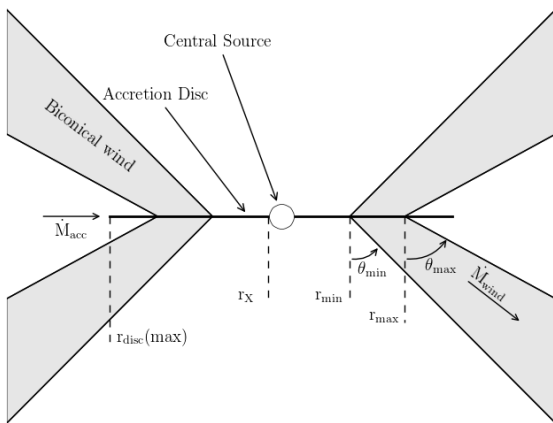 Central Source
Accretion Disc
Biconical wind
Ṁacc
θmin
θmax
Ṁwind
rX
rmin
rmax
rdisc(max)